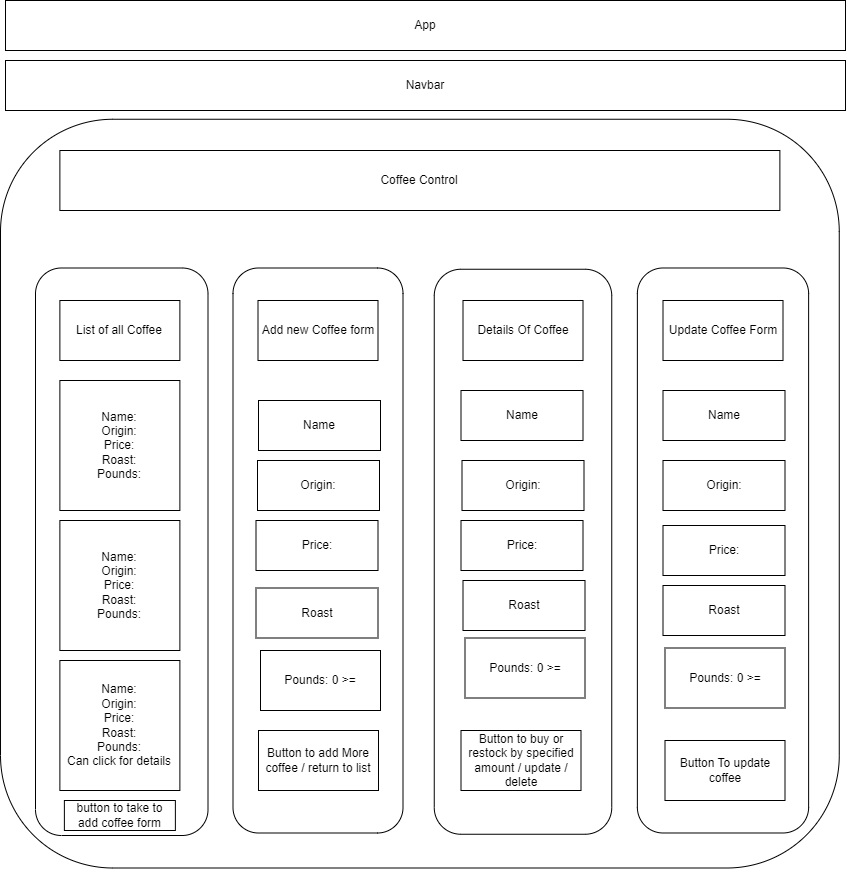 App
Navbar
Coffee Control
List of all Coffee
Name:
Origin:
Price:
Roast:
Pounds:
Name:
Origin:
Price:
Roast:
Pounds:
Name:
Origin:
Price:
Roast:
Pounds:
Can click for details
button to take to
add coffee form
Add new Coffee form
Name
Origin:
Price:
Roast
Pounds: 0 >=
Button to add More
coffee / return to list
Details Of Coffee
Name
Origin:
Price:
Roast
Pounds: 0 >=
Button to buy or
restock by specified
amount / update /
delete
Update Coffee Form
Name
Origin:
Price:
Roast
Pounds: 0 >=
Button To update
coffee